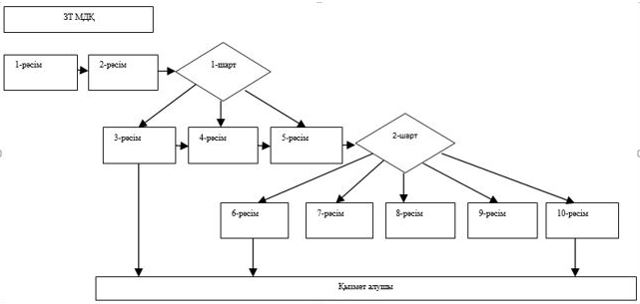 ЗТ МДҚ
1-рәсім
2-рәсім
1-шарт
3-рәсім
4-рәсім
5-рәсім
2-шарт
6-рәсім
7-рәсім
8-рәсім
9-рәсім
10-рәсім
Қызмет алушы